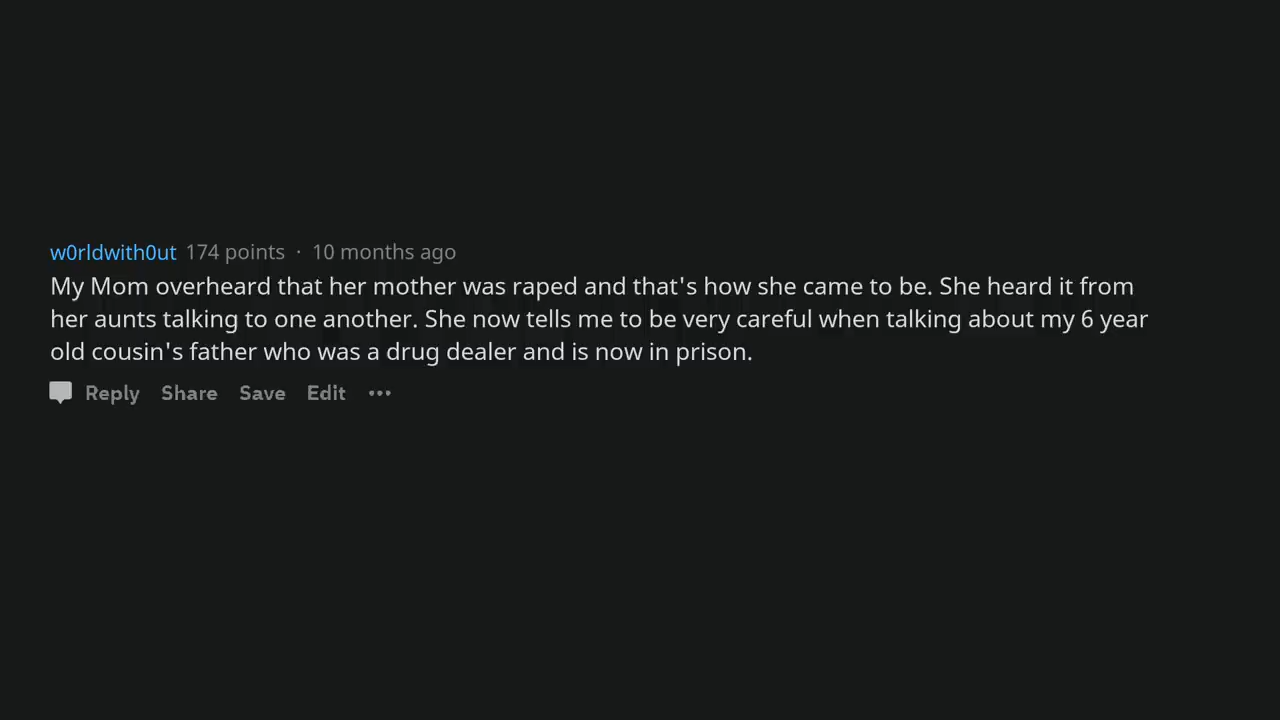 w0rldwith0ut 174 points · 10 months ago
My Mom overheard that her mother was raped and that's how she came to be. She heard it from
her aunts talking to one another. She now tells me to be very careful when talking about my 6 year
old cousin's father who was a drug dealer and is now in prison.
Reply Share Save Edit •••